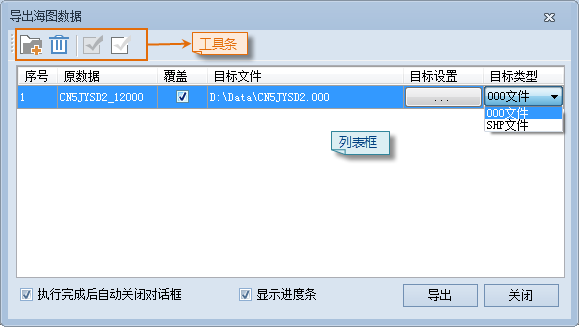 导出海图数据
工具条
序号 原数据 覆盖 目标文件 目标设置 目标类型
1 CN5JYSD2_12000 D:\Data\CN5JYSD2.000 ... 000文件
000文件
SHP文件
列表框
执行完成后自动关闭对话框 显示进度条 导出 关闭